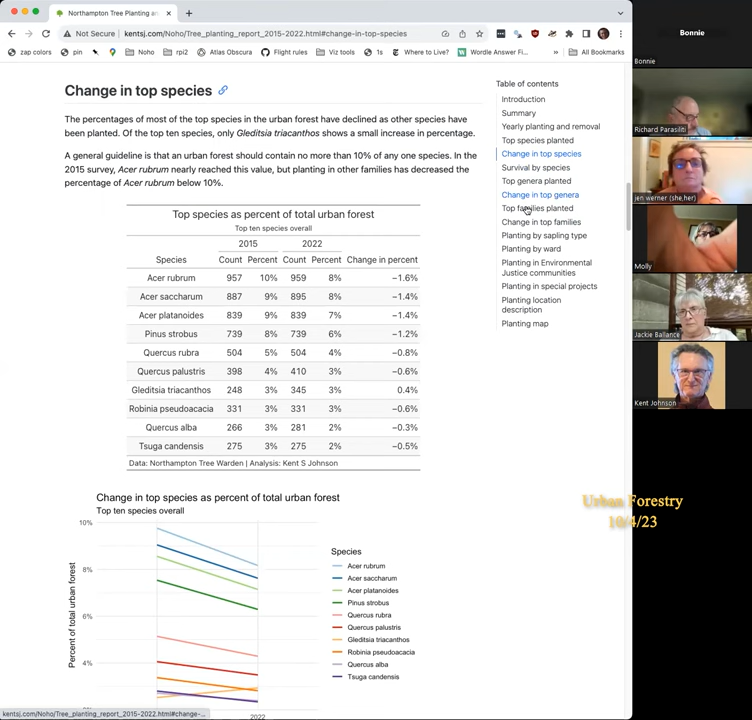 Northampton Tree Planting an
Not Secure
kentsj.com/Noho/Tree_planting_report_2015-2022.html#change-in-top-species
zap colors
pin
Noho
rpi2
Atlas Obscura
Flight rules
Viz tools
1s
Where to Live?
Wordle Answer Fi...
All Bookmarks
Change in top species
The percentages of most of the top species in the urban forest have declined as other species have
been planted. Of the top ten species, only Gleditsia triacanthos shows a small increase in percentage.
A general guideline is that an urban forest should contain no more than 10% of any one species. In the
2015 survey, Acer rubrum nearly reached this value, but planting in other families has decreased the
percentage of Acer rubrum below 10%.
Top species as percent of total urban forest
Top ten species overall
2015 2022
Species Count Percent Count Percent Change in percent
Acer rubrum 957 10% 959 8% −1.6%
Acer saccharum 887 9% 895 8% −1.4%
Acer platanoides 839 9% 839 7% −1.4%
Pinus strobus 739 8% 739 6% −1.2%
Quercus rubra 504 5% 504 4% −0.8%
Quercus palustris 398 4% 410 3% −0.6%
Gleditsia triacanthos 248 3% 345 3% 0.4%
Robinia pseudoacacia 331 3% 331 3% −0.6%
Quercus alba 266 3% 281 2% −0.3%
Tsuga candensis 275 3% 275 2% −0.5%
Data: Northampton Tree Warden | Analysis: Kent S Johnson
Change in top species as percent of total urban forest
Top ten species overall
10%
8%
6%
4%
Percent of total urban forest
2022
Species
Acer rubrum
Acer saccharum
Acer platanoides
Pinus strobus
Quercus rubra
Quercus palustris
Gleditsia triacanthos
Robinia pseudoacacia
Quercus alba
Tsuga candensis
Table of contents
Introduction
Summary
Yearly planting and removal
Top species planted
Change in top species
Survival by species
Top genera planted
Change in top genera
Top families planted
Change in top families
Planting by sapling type
Planting by ward
Planting in Environmental
Justice communities
Planting in special projects
Planting location
description
Planting map
kentsj.com/Noho/Tree_planting_report_2015-2022.html#change-...
Bonnie
Bonnie
Richard Parasiliti
jen werner (she,her)
Molly
Jackie Ballance
Kent Johnson
Urban Forestry
10/4/23